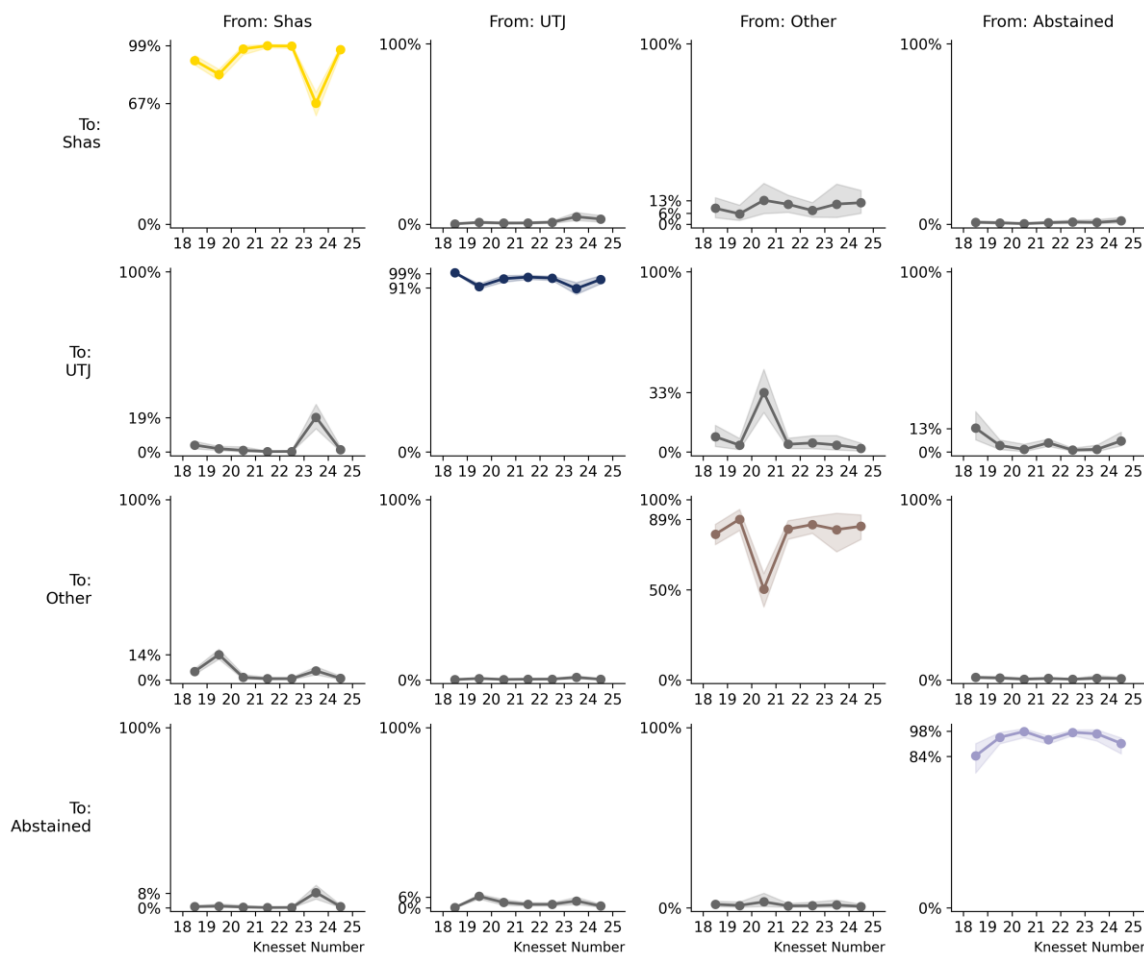 From: Shas From: UTJ From: Other From: Abstained
99% 100% 100% 100%
67%
To:
Shas
13%
6%
0% 0% 0% 0%
18 19 20 21 22 23 24 25 18 19 20 21 22 23 24 25 18 19 20 21 22 23 24 25 18 19 20 21 22 23 24 25
100% 99% 100% 100%
91%
To:
UTJ
33%
19% 13%
0% 0% 0% 0%
18 19 20 21 22 23 24 25 18 19 20 21 22 23 24 25 18 19 20 21 22 23 24 25 18 19 20 21 22 23 24 25
100% 100% 100% 100%
89%
To:
Other
50%
14%
0% 0% 0% 0%
18 19 20 21 22 23 24 25 18 19 20 21 22 23 24 25 18 19 20 21 22 23 24 25 18 19 20 21 22 23 24 25
100% 100% 100% 98%
84%
To:
Abstained
8% 6%
0% 0% 0% 0%
18 19 20 21 22 23 24 25 18 19 20 21 22 23 24 25 18 19 20 21 22 23 24 25 18 19 20 21 22 23 24 25
Knesset Number Knesset Number Knesset Number Knesset Number